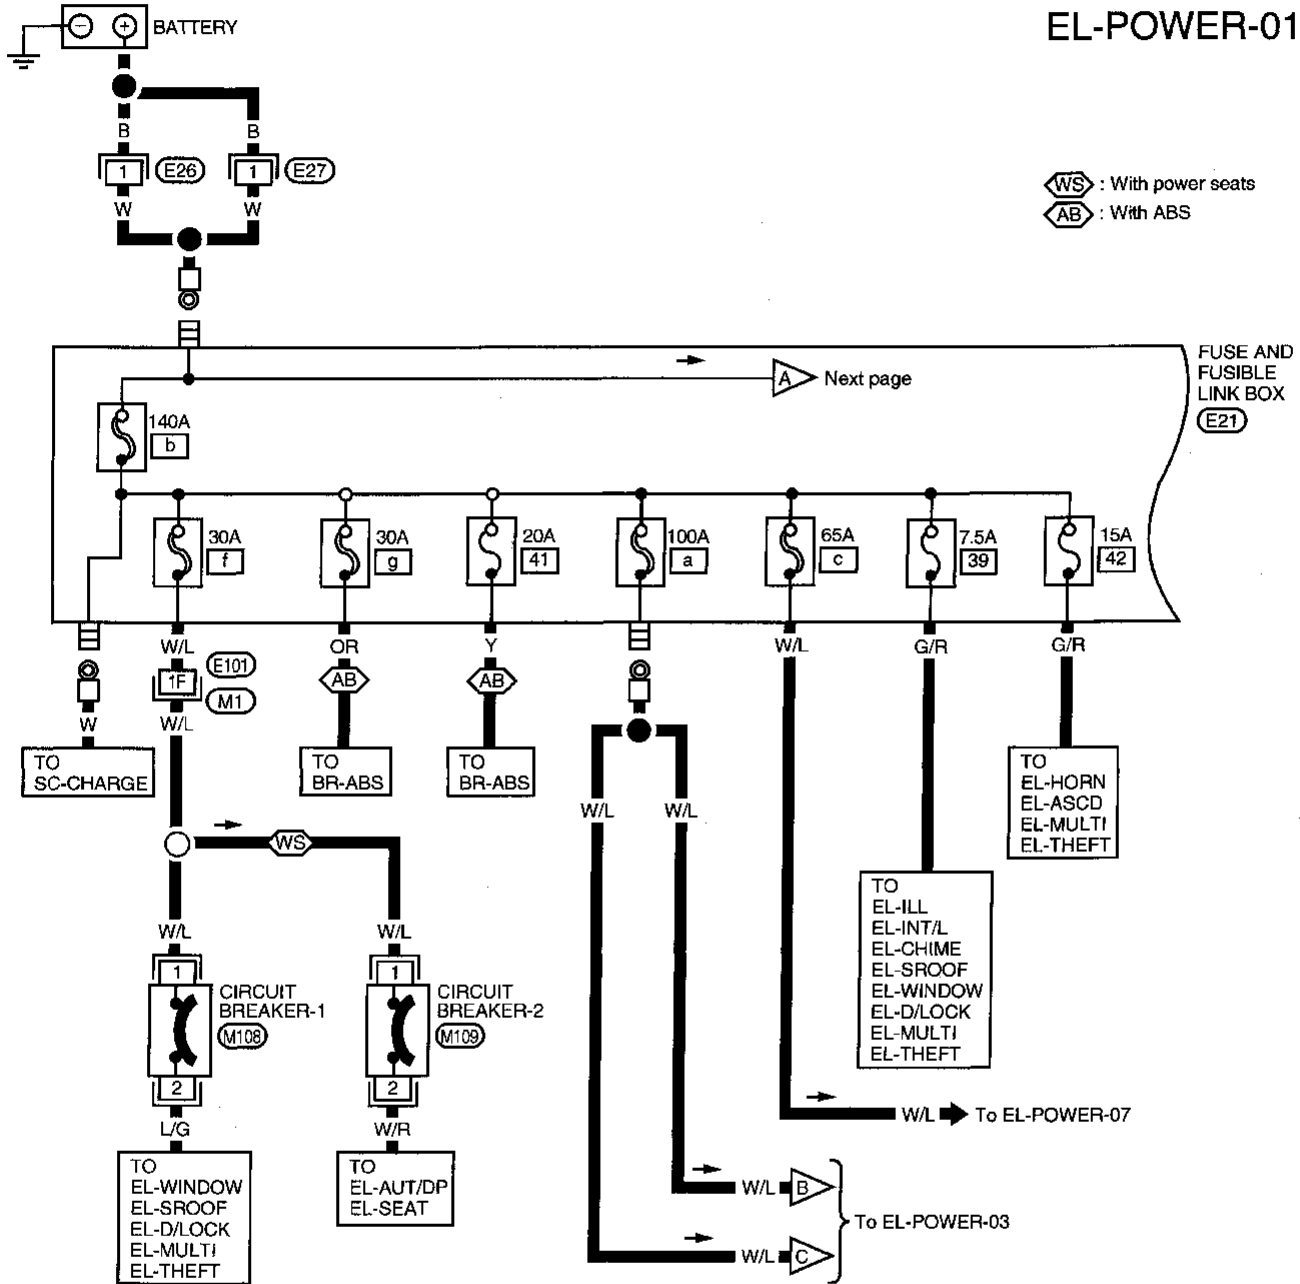 EL-POWER-01
− + BATTERY
B B
1 E26 1 E27
W W
WS : With power seats
AB : With ABS
FUSE AND
FUSIBLE
LINK BOX
E21
A Next page
140A
b
30A
f
30A
g
20A
41
100A
a
65A
c
7.5A
39
15A
42
W/L OR Y W/L G/R G/R
1F E101
M1
AB AB
W W/L
TO
SC-CHARGE
TO
BR-ABS
TO
BR-ABS
TO
EL-HORN
EL-ASCD
EL-MULTI
EL-THEFT
W/L W/L
WS
TO
EL-ILL
EL-INT/L
EL-CHIME
EL-SROOF
EL-WINDOW
EL-D/LOCK
EL-MULTI
EL-THEFT
W/L W/L
1
CIRCUIT
BREAKER-1
M108
2
1
CIRCUIT
BREAKER-2
M109
2
L/G W/R
TO
EL-WINDOW
EL-SROOF
EL-D/LOCK
EL-MULTI
EL-THEFT
TO
EL-AUT/DP
EL-SEAT
W/L To EL-POWER-07
W/L B
To EL-POWER-03
W/L C